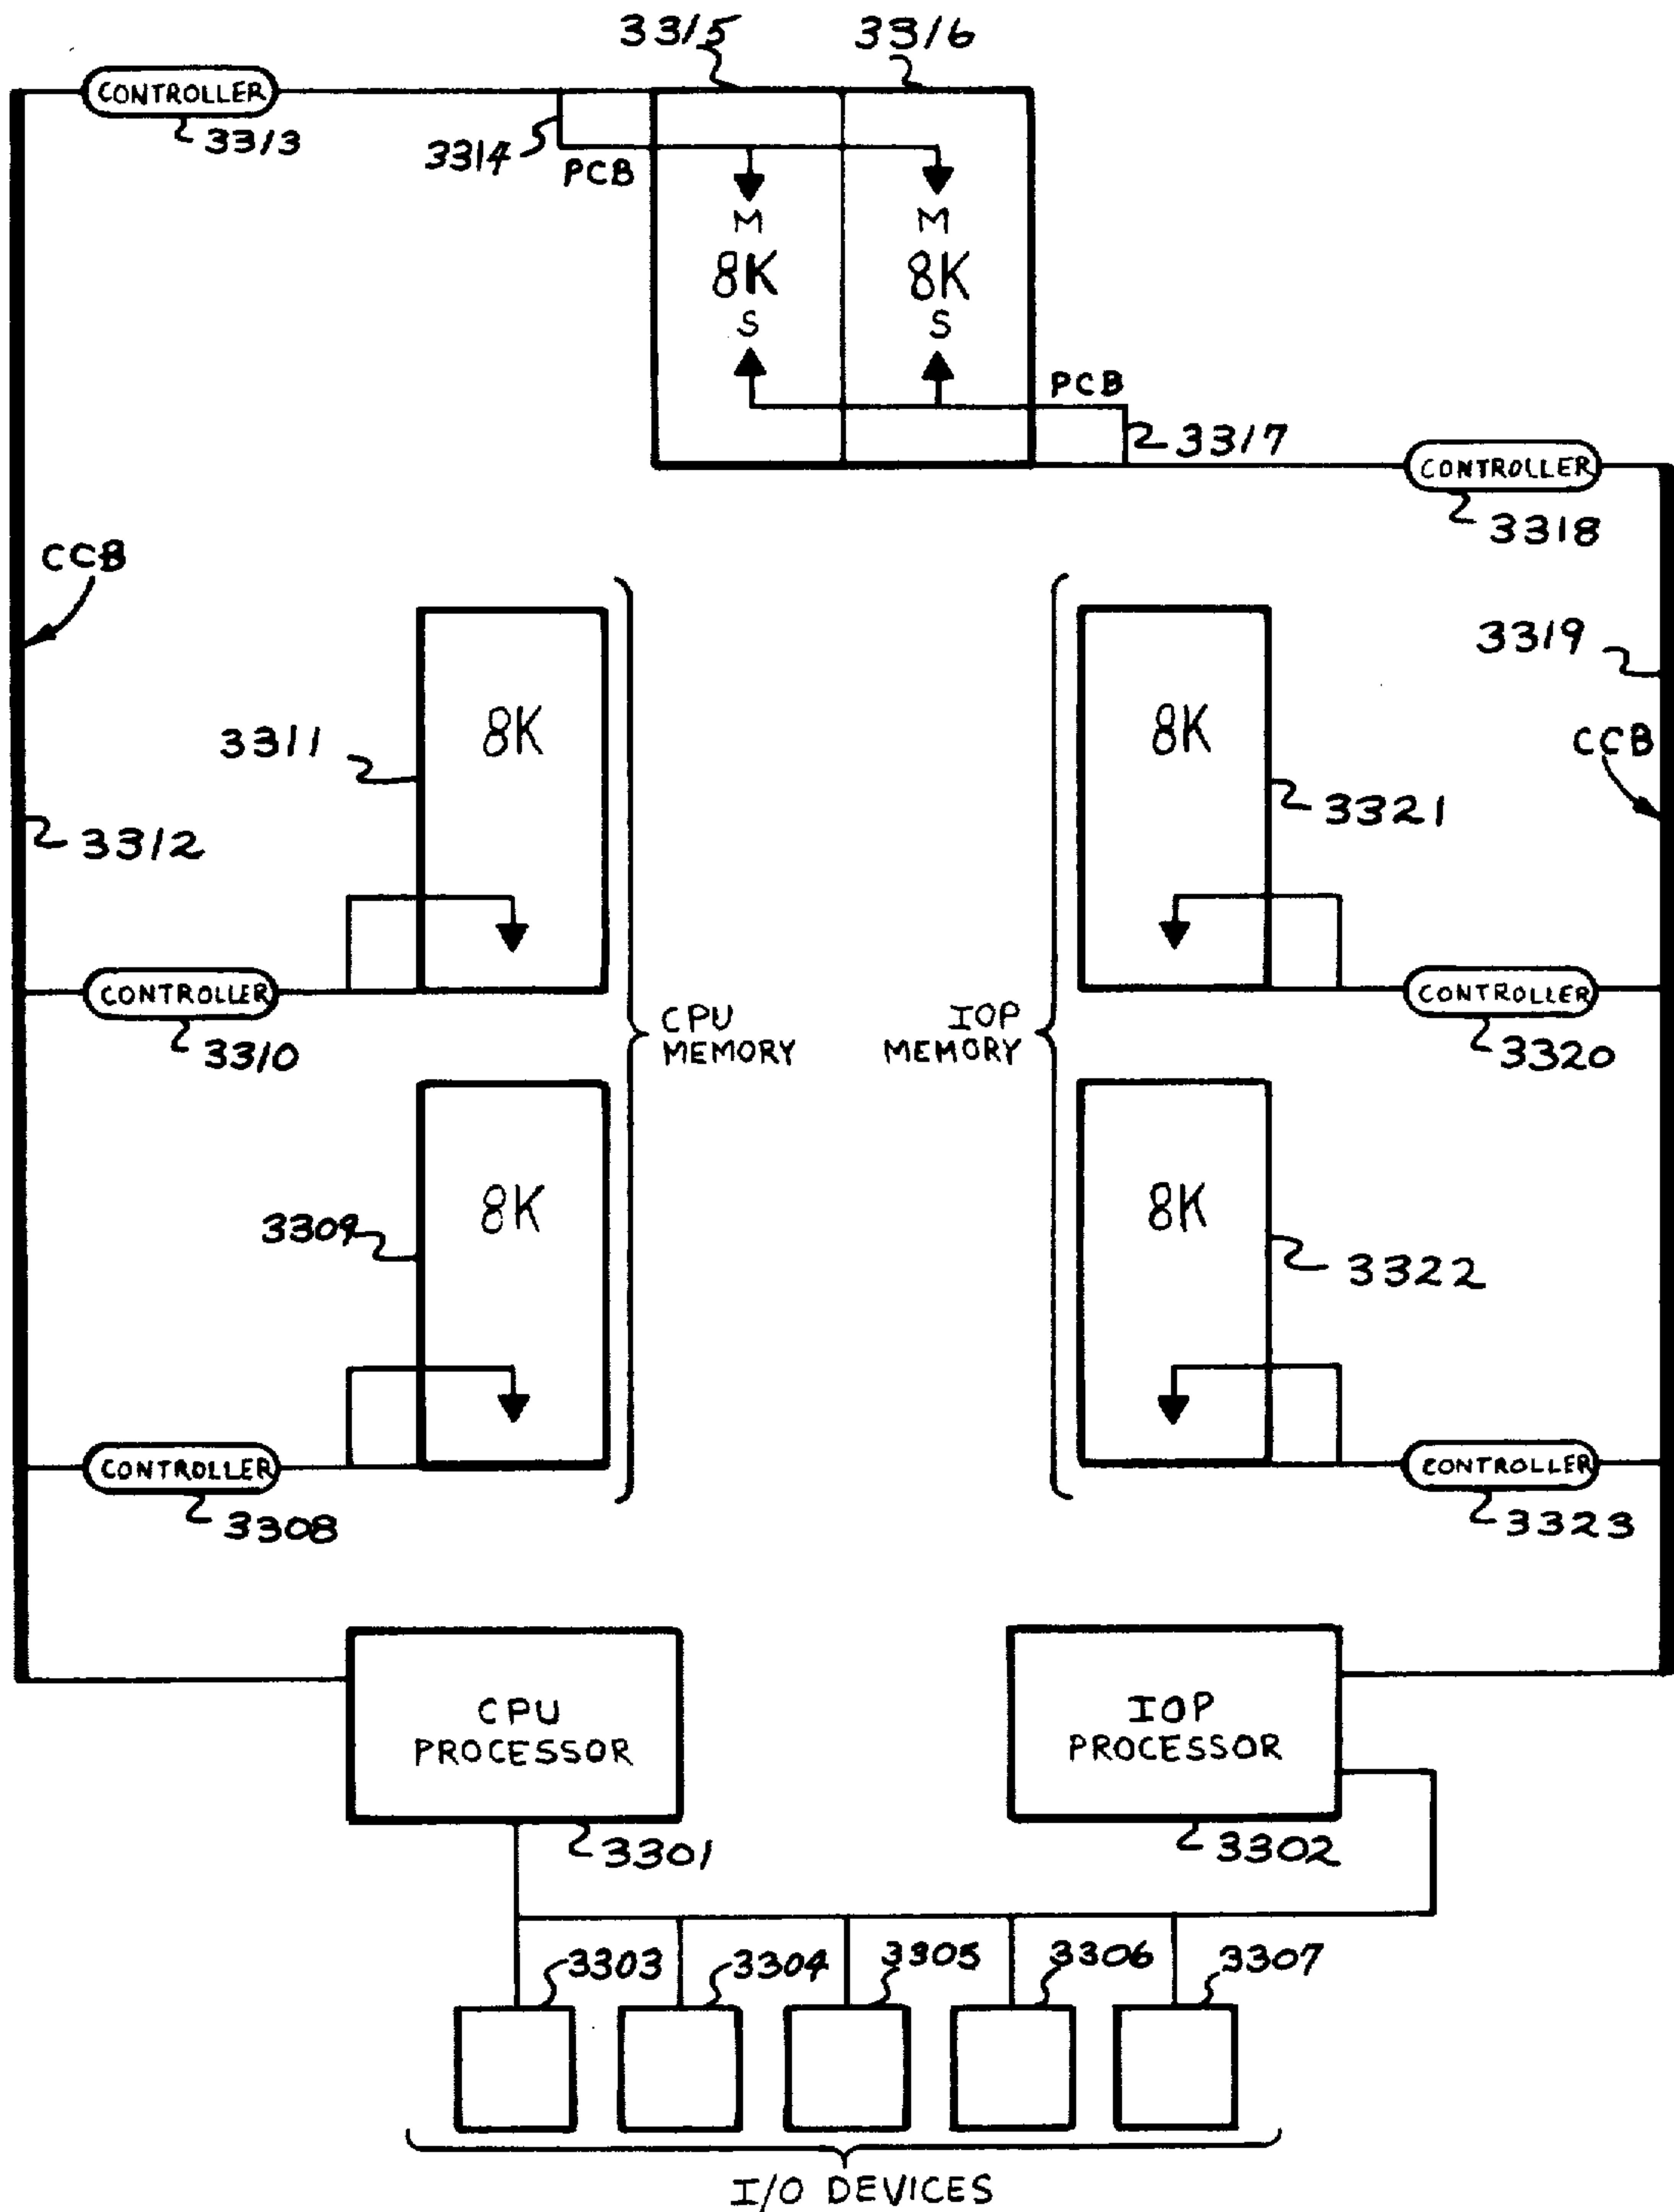 3315
3316
CONTROLLER
3313
3314
PCB
M
8K
S
M
8K
S
PCB
3317
CONTROLLER
3318
CCB
3319
CCB
3311
8K
8K
3321
3312
CONTROLLER
3310
CPU
MEMORY
IOP
MEMORY
CONTROLLER
3320
3309
8K
8K
3322
CONTROLLER
3308
CONTROLLER
3323
CPU
PROCESSOR
IOP
PROCESSOR
3301
3302
3303
3304
3305
3306
3307
I/O DEVICES